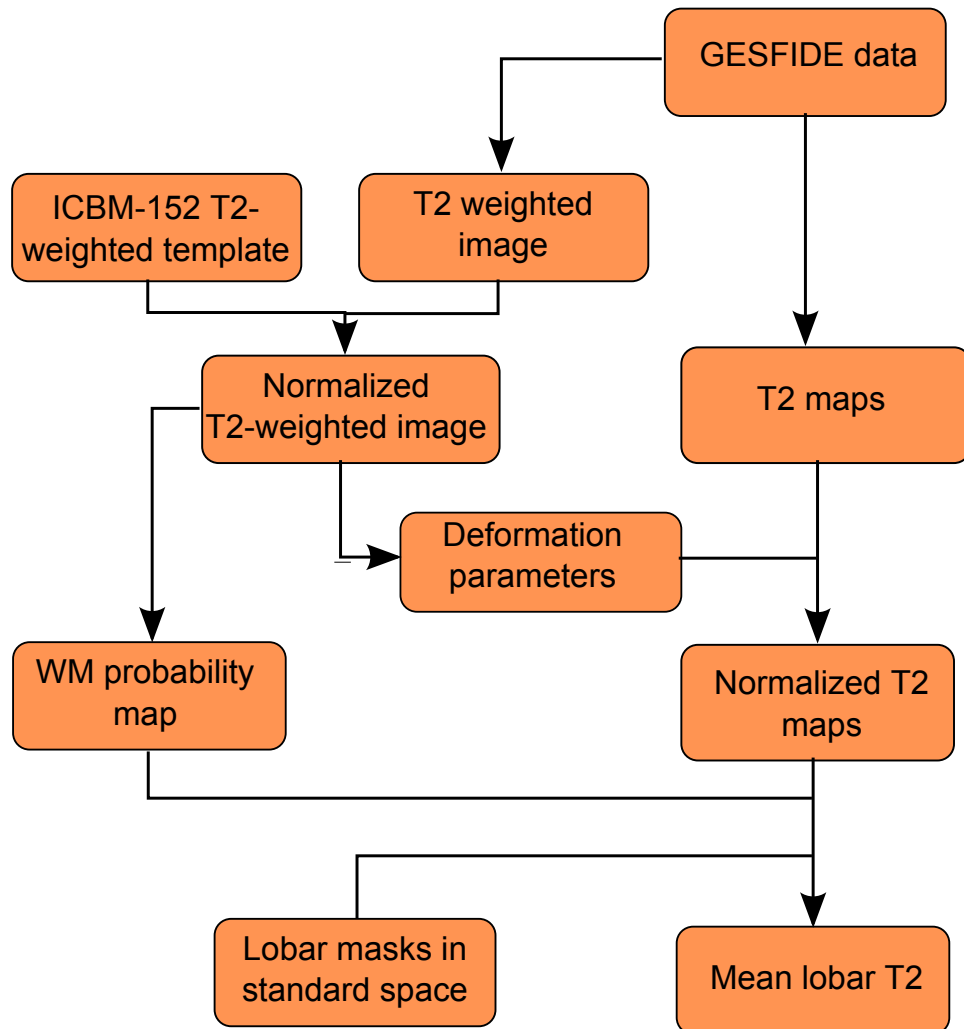 GESFIDE data
ICBM-152 T2-
weighted template
T2 weighted
image
Normalized
T2-weighted image
T2 maps
Deformation
parameters
WM probability
map
Normalized T2
maps
Lobar masks in
standard space
Mean lobar T2